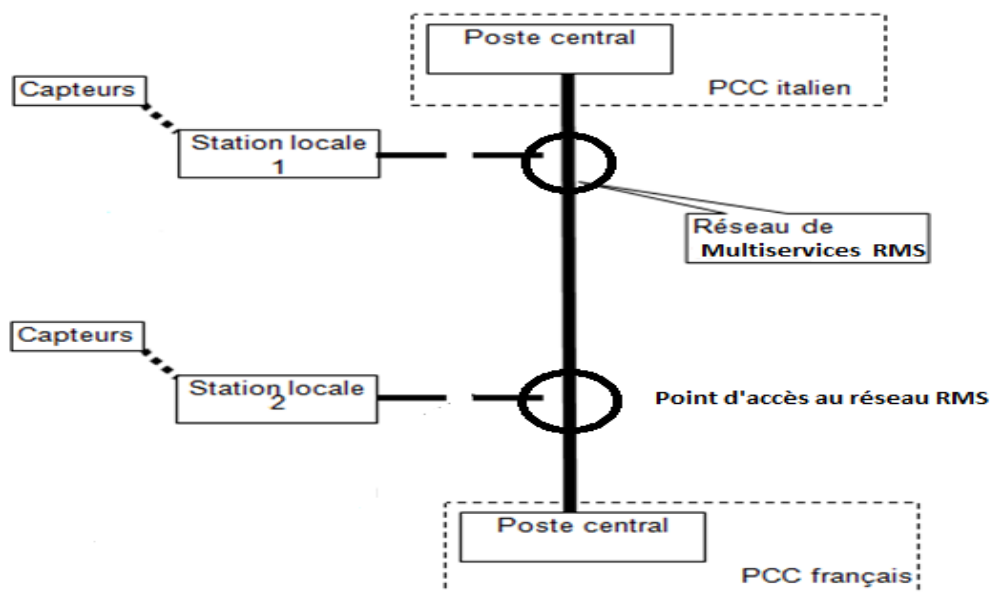 Poste central
PCC italien
Capteurs
Station locale
1
Réseau de
Multiservices RMS
Capteurs
Station locale
2
Point d'accès au réseau RMS
Poste central
PCC français